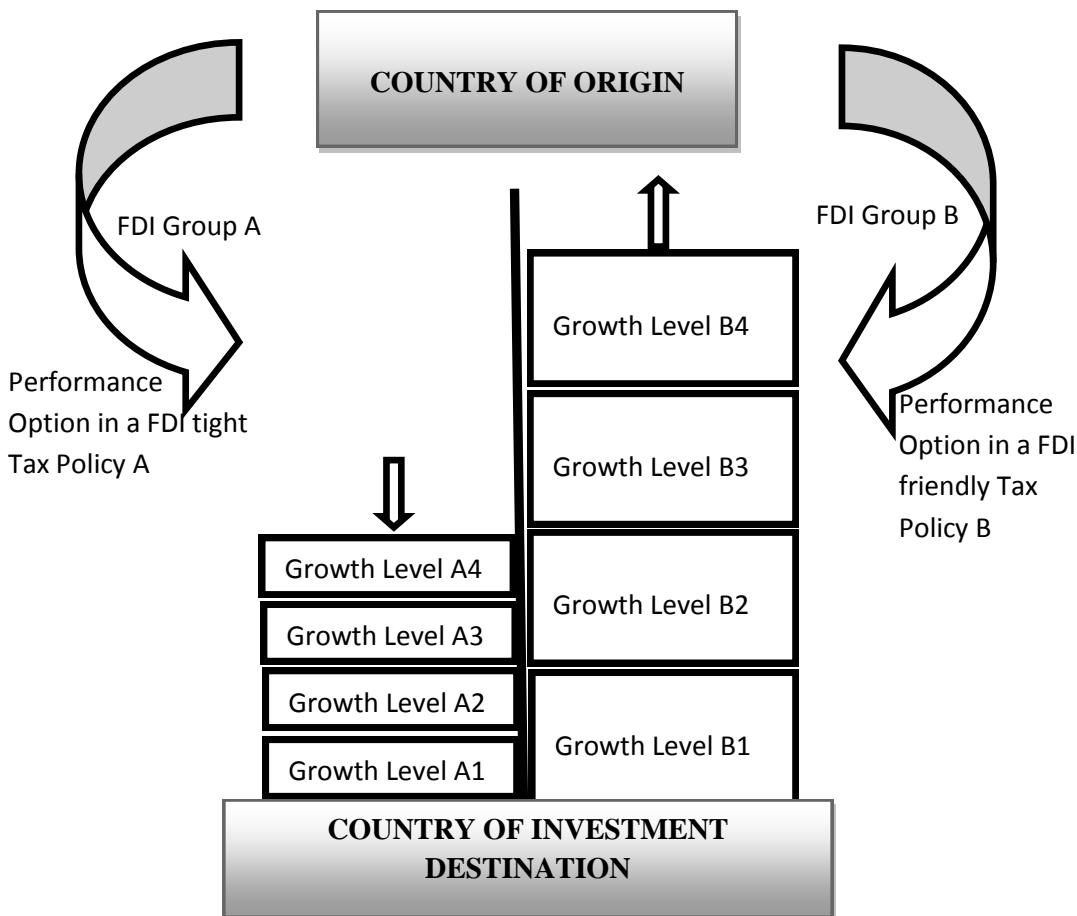 COUNTRY OF ORIGIN
FDI Group A
FDI Group B
Performance
Option in a FDI tight
Tax Policy A
Performance
Option in a FDI
friendly Tax
Policy B
Growth Level B4
Growth Level B3
Growth Level B2
Growth Level B1
Growth Level A4
Growth Level A3
Growth Level A2
Growth Level A1
COUNTRY OF INVESTMENT
DESTINATION